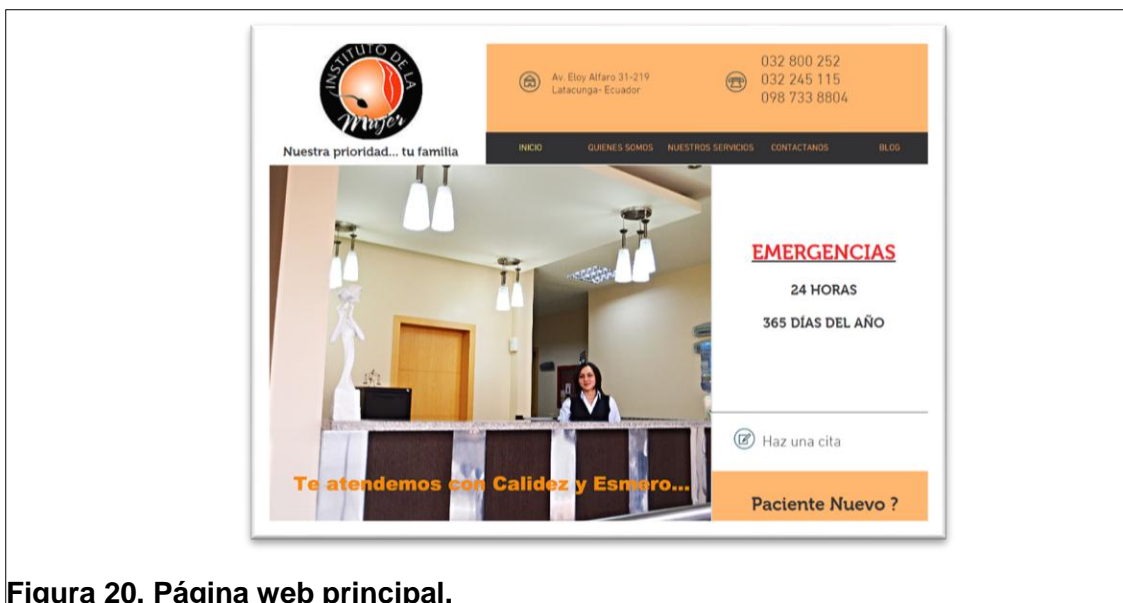 INSTITUTO DE LA
Mujer
Nuestra prioridad... tu familia
Av. Eloy Alfaro 31-219
Latacunga- Ecuador
032 800 252
032 245 115
098 733 8804
INICIO QUIENES SOMOS NUESTROS SERVICIOS CONTACTANOS BLOG
EMERGENCIAS
24 HORAS
365 DÍAS DEL AÑO
Haz una cita
Te atendemos con Calidez y Esmero...
Paciente Nuevo ?
Figura 20. Página web principal.